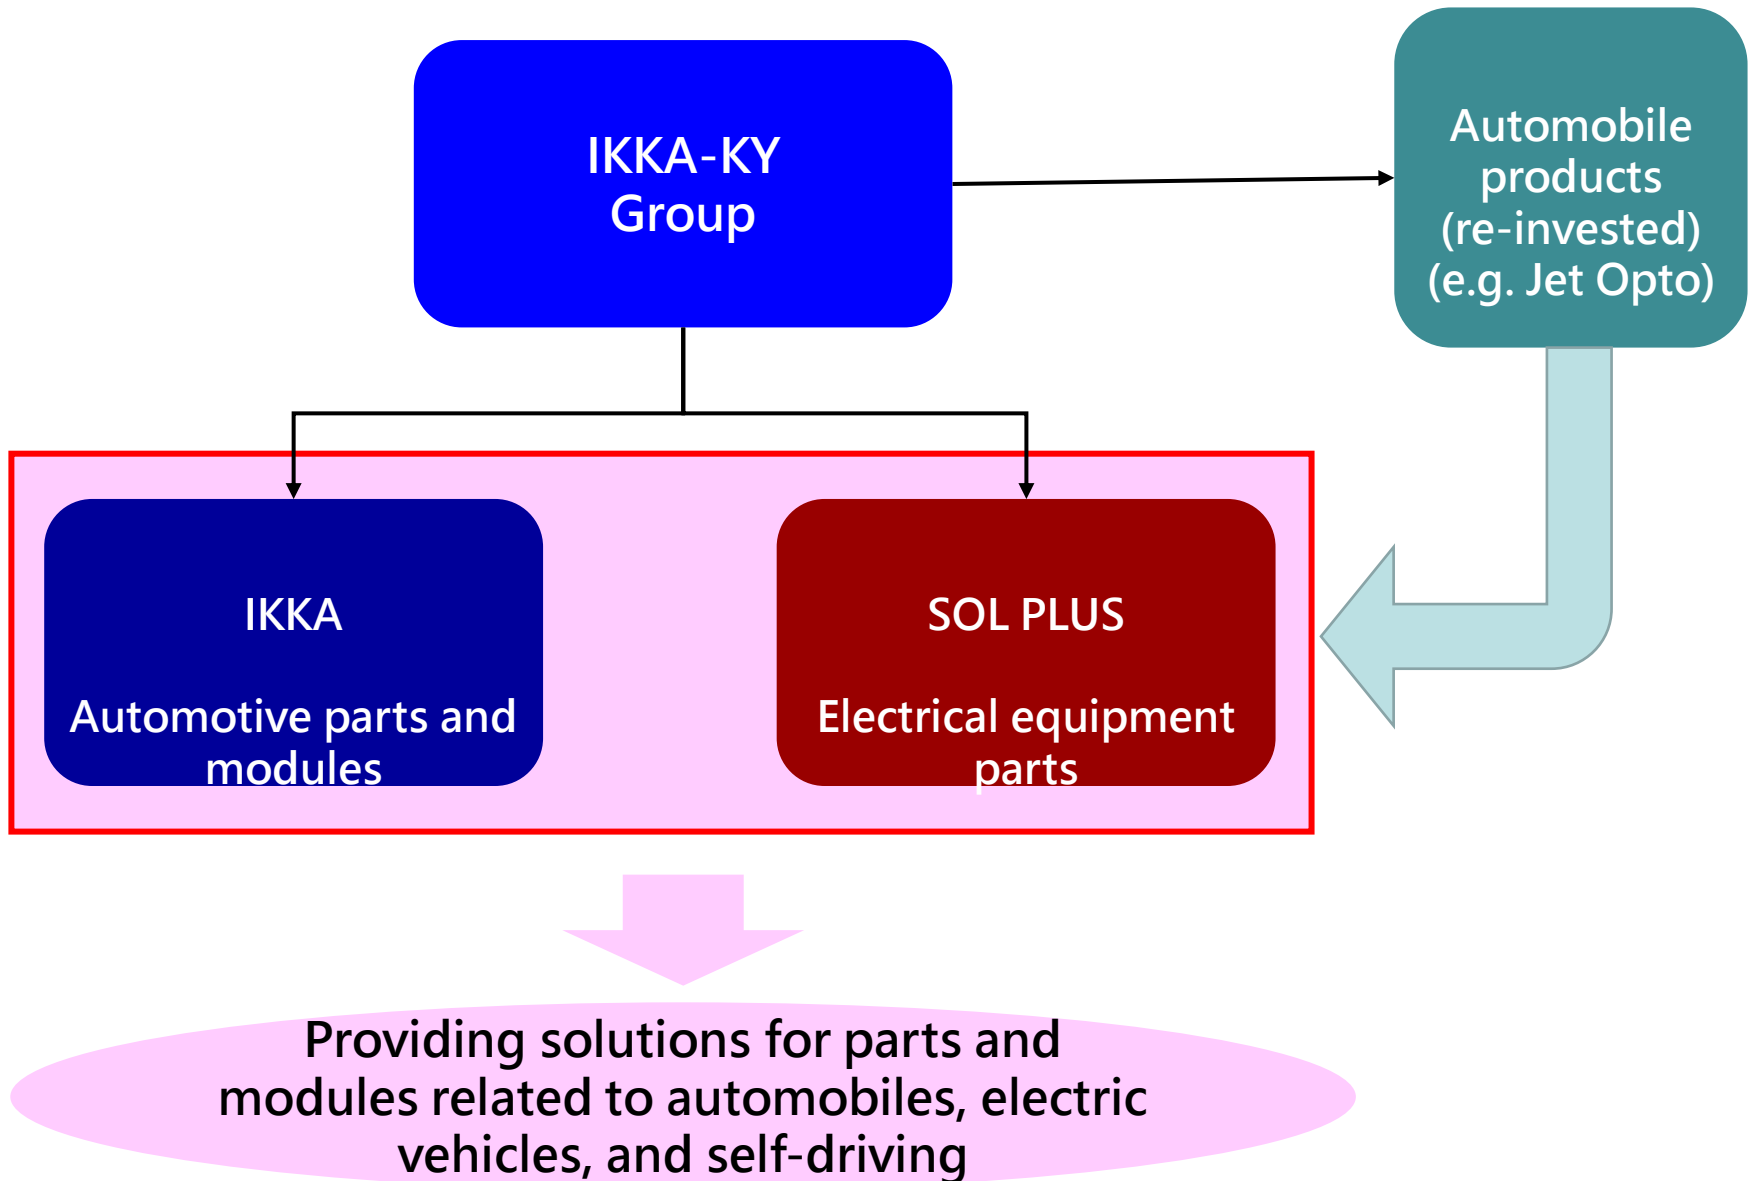 IKKA-KY
Group
Automobile
products
(re-invested)
(e.g. Jet Opto)
IKKA
Automotive parts and
modules
SOL PLUS
Electrical equipment
parts
Providing solutions for parts and
modules related to automobiles, electric
vehicles, and self-driving